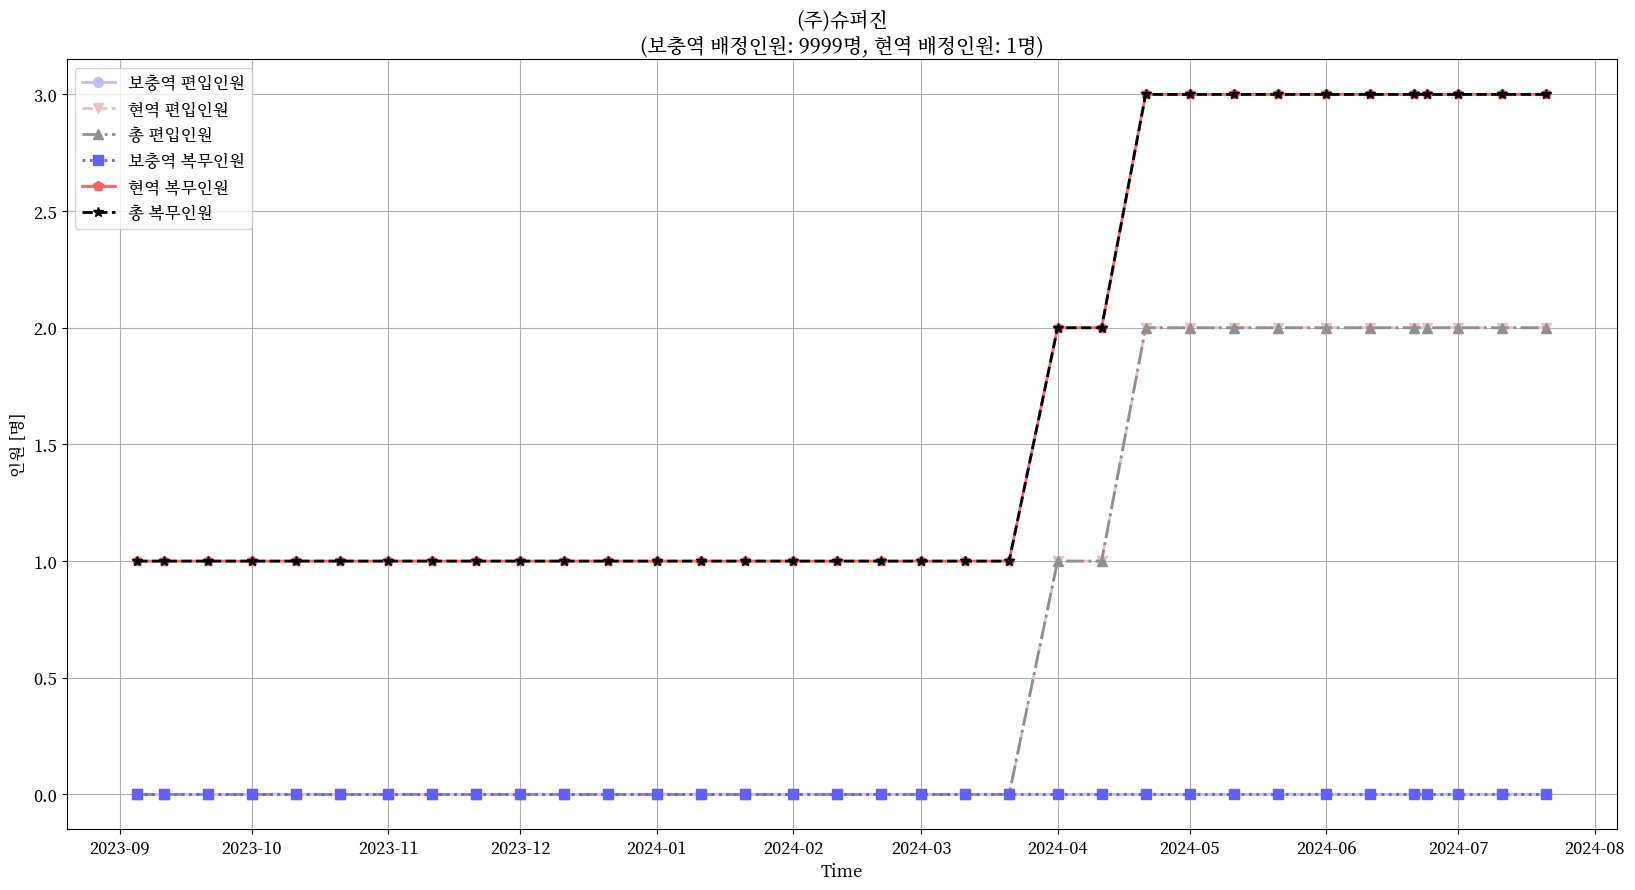 (주)슈퍼진
(보충역 배정인원: 9999명, 현역 배정인원: 1명)
보충역 편입인원
현역 편입인원
총 편입인원
보충역 복무인원
현역 복무인원
총 복무인원
3.0
2.5
2.0
1.5
1.0
0.5
0.0
인원 [명]
2023-09 2023-10 2023-11 2023-12 2024-01 2024-02 2024-03 2024-04 2024-05 2024-06 2024-07 2024-08
Time